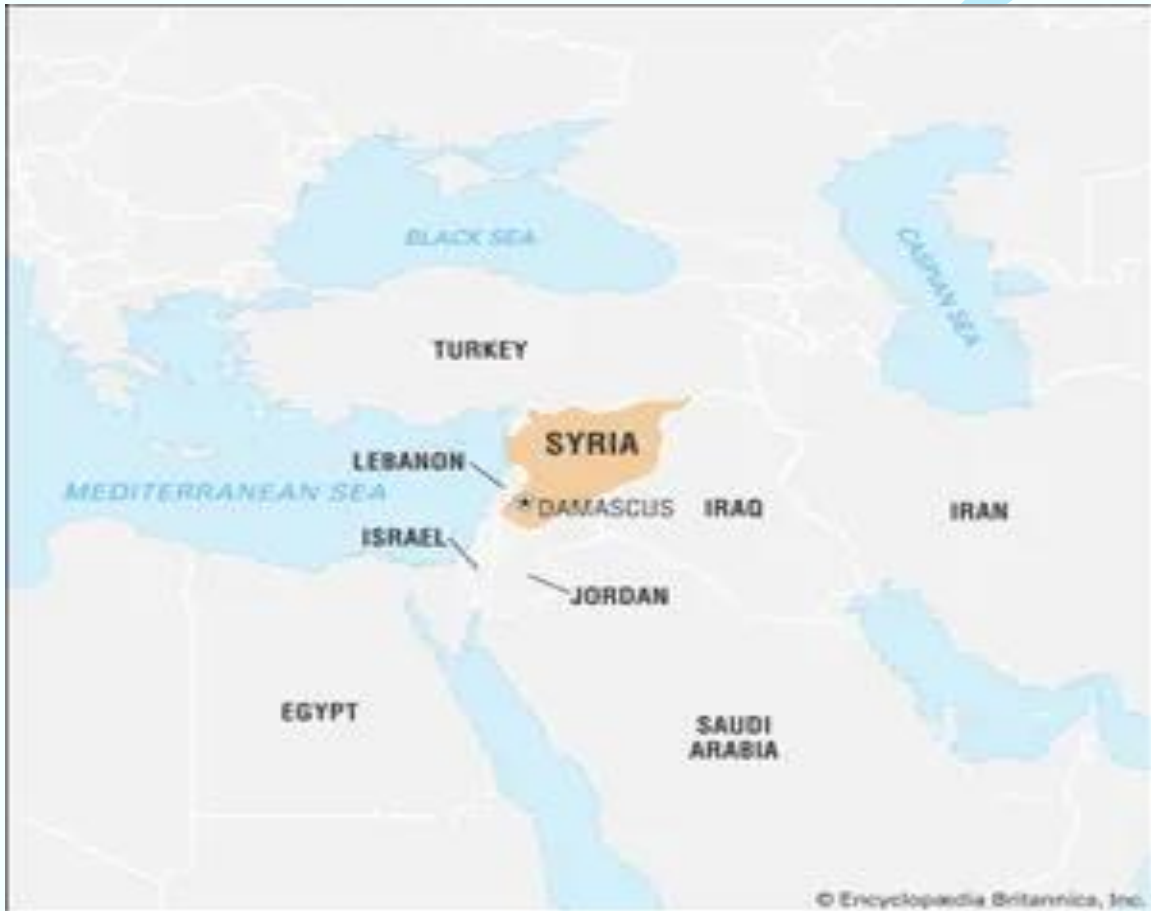 BLACK SEA
CASPIAN SEA
TURKEY
SYRIA
LEBANON
MEDITERRANEAN SEA
DAMASCUS
IRAQ
IRAN
ISRAEL
JORDAN
EGYPT
SAUDI
ARABIA
© Encyclopædia Britannica, Inc.